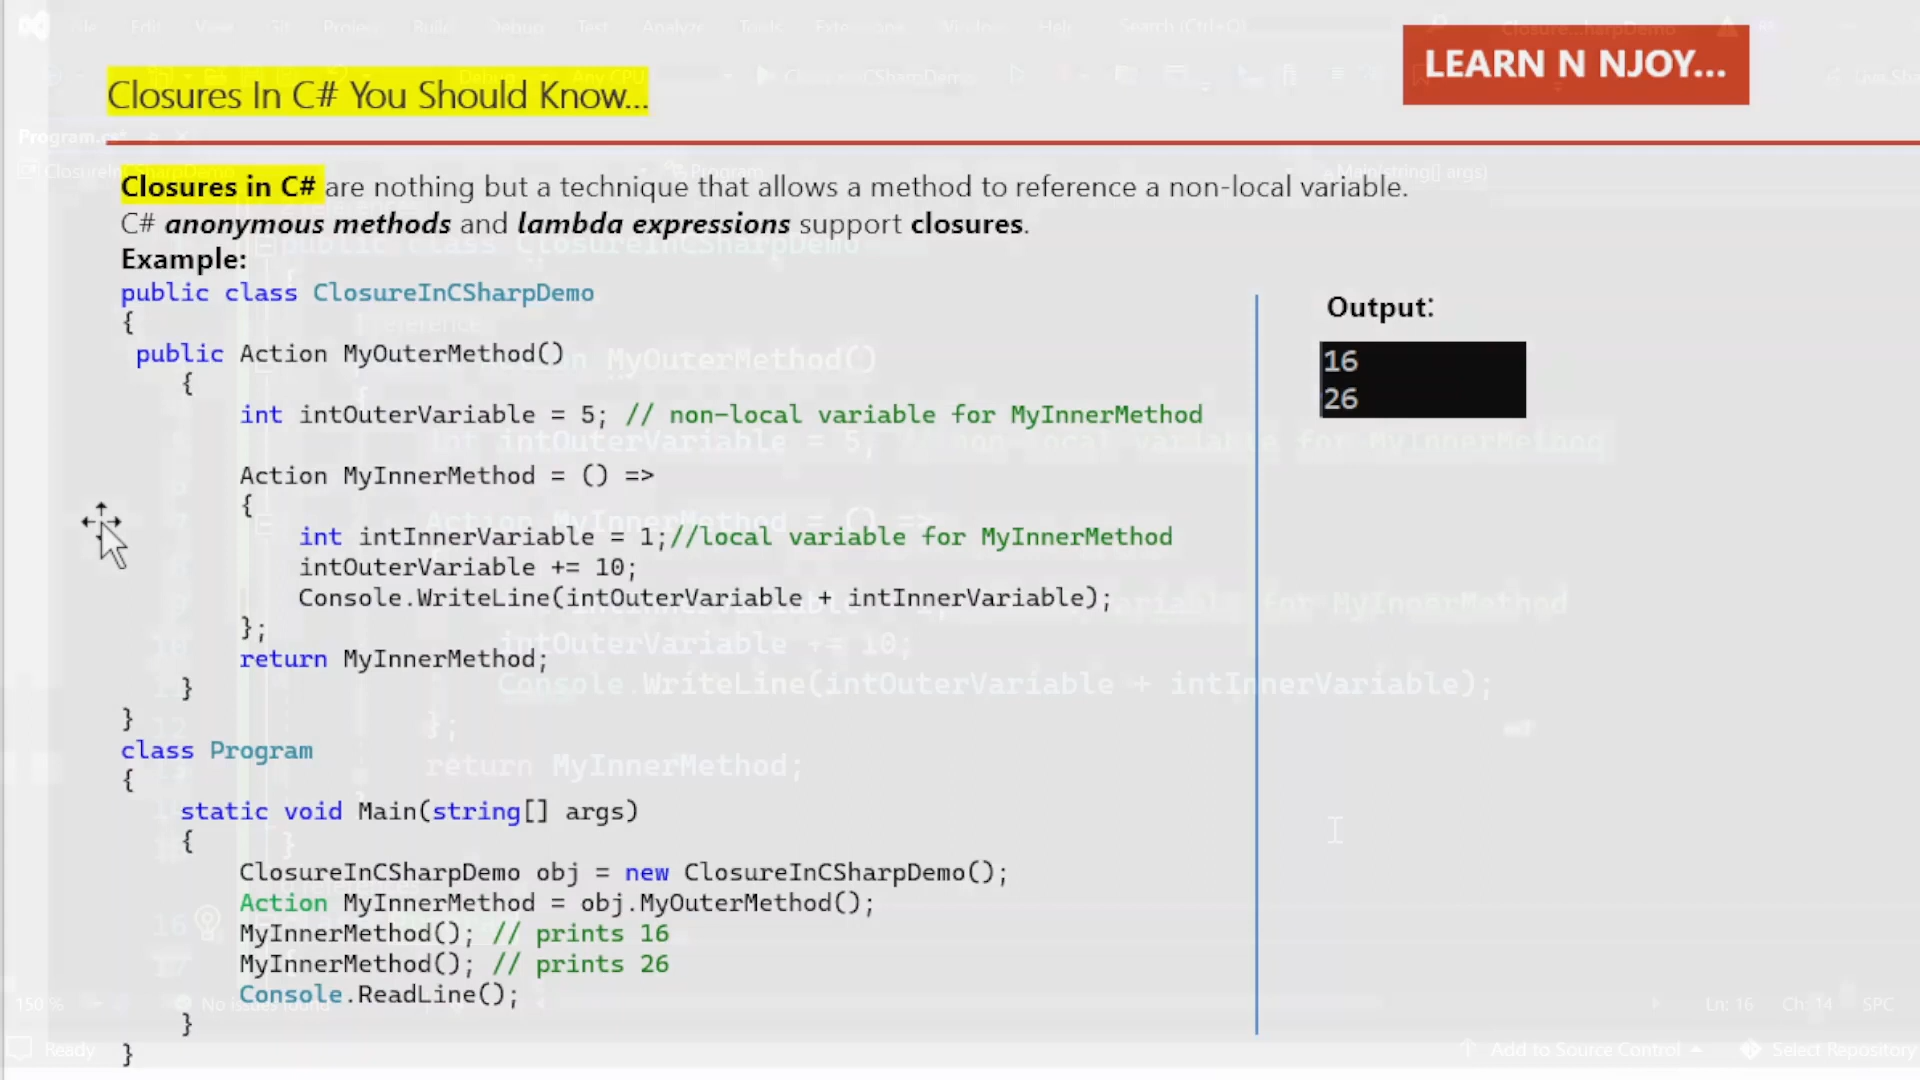 LEARN N NJOY...
Closures In C# You Should Know...
Closures in C# are nothing but a technique that allows a method to reference a non-local variable.
C# anonymous methods and lambda expressions support closures.
Example:
public class ClosureInCSharpDemo
{
public Action MyOuterMethod()
{
int intOuterVariable = 5; // non-local variable for MyInnerMethod
Action MyInnerMethod = () =>
{
int intInnerVariable = 1;//local variable for MyInnerMethod
intOuterVariable += 10;
Console.WriteLine(intOuterVariable + intInnerVariable);
};
return MyInnerMethod;
}
}
class Program
{
static void Main(string[] args)
{
ClosureInCSharpDemo obj = new ClosureInCSharpDemo();
Action MyInnerMethod = obj.MyOuterMethod();
MyInnerMethod(); // prints 16
MyInnerMethod(); // prints 26
Console.ReadLine();
}
}
Output:
16
26